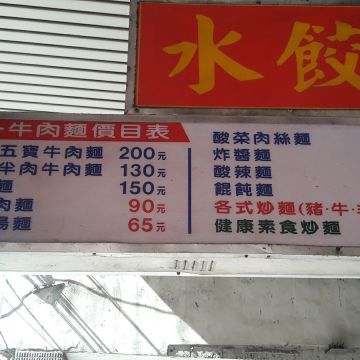 水餃
牛肉麵價目表
五寶牛肉麵 200元
半肉牛肉麵 130元
麵 150元
肉麵 90元
湯麵 65元
酸菜肉絲麵
炸醬麵
酸辣麵
餛飩麵
各式炒麵(豬·牛·
健康素食炒麵